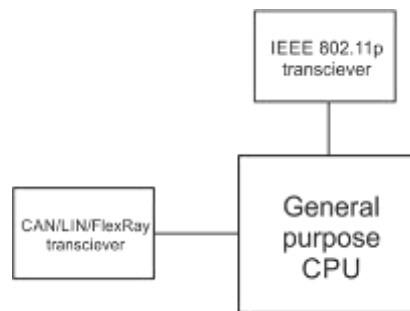 IEEE 802.11p
transciever
CAN/LIN/FlexRay
transciever
General
purpose
CPU